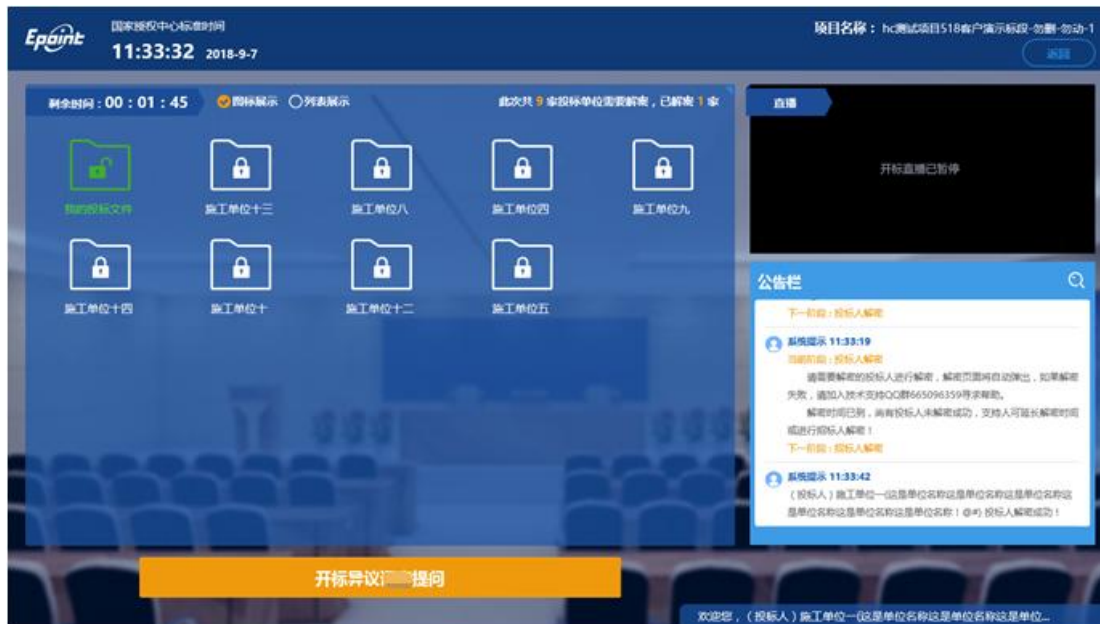 Epoint
国家授权中心标准时间
11:33:32 2018-9-7
项目名称：hc测试项目518客户演示标段-勿删-勿动-1
返回
剩余时间：00：01：45
图标展示 列表展示
此次共 9 家投标单位需要解密，已解密 1 家
我的投标文件
施工单位十三
施工单位八
施工单位四
施工单位九
施工单位十四
施工单位十
施工单位十二
施工单位五
直播
开标直播已暂停
公告栏
下一阶段：投标人解密
系统提示 11:33:19
当前阶段：投标人解密
请需要解密的投标人进行解密，解密页面将自动弹出，如果解密
失败，请加入技术支持QQ群665096359寻求帮助。
解密时间已到，尚有投标人未解密成功，支持人可延长解密时间
或进行招标人解密！
下一阶段：投标人解密
系统提示 11:33:42
（投标人）施工单位一(这是单位名称这是单位名称这是单位名称这
是单位名称这是单位名称这是单位名称！@#) 投标人解密成功！
开标异议 提问
欢迎您，（投标人）施工单位一(这是单位名称这是单位名称这是单位...